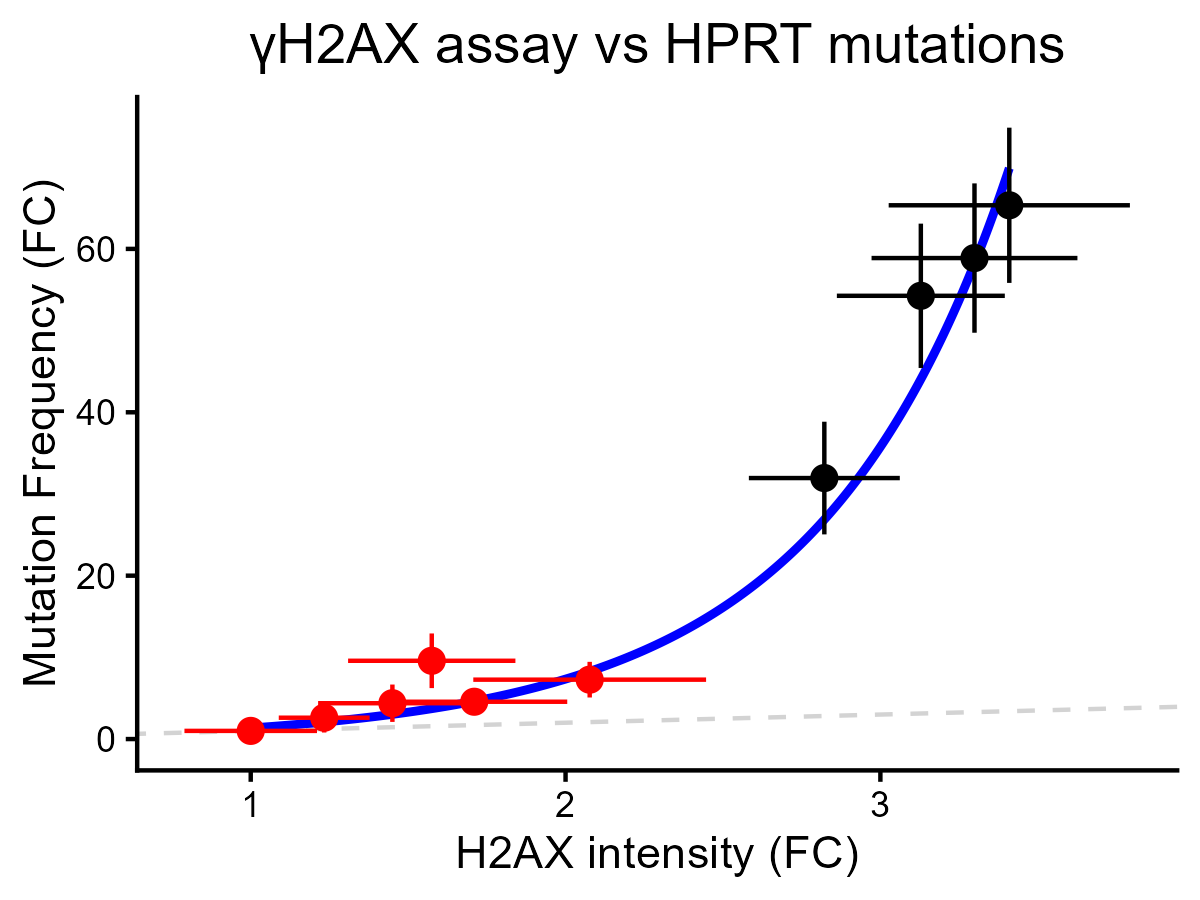 γH2AX assay vs HPRT mutations
Mutation Frequency (FC)
60
40
20
0
1
2
3
H2AX intensity (FC)